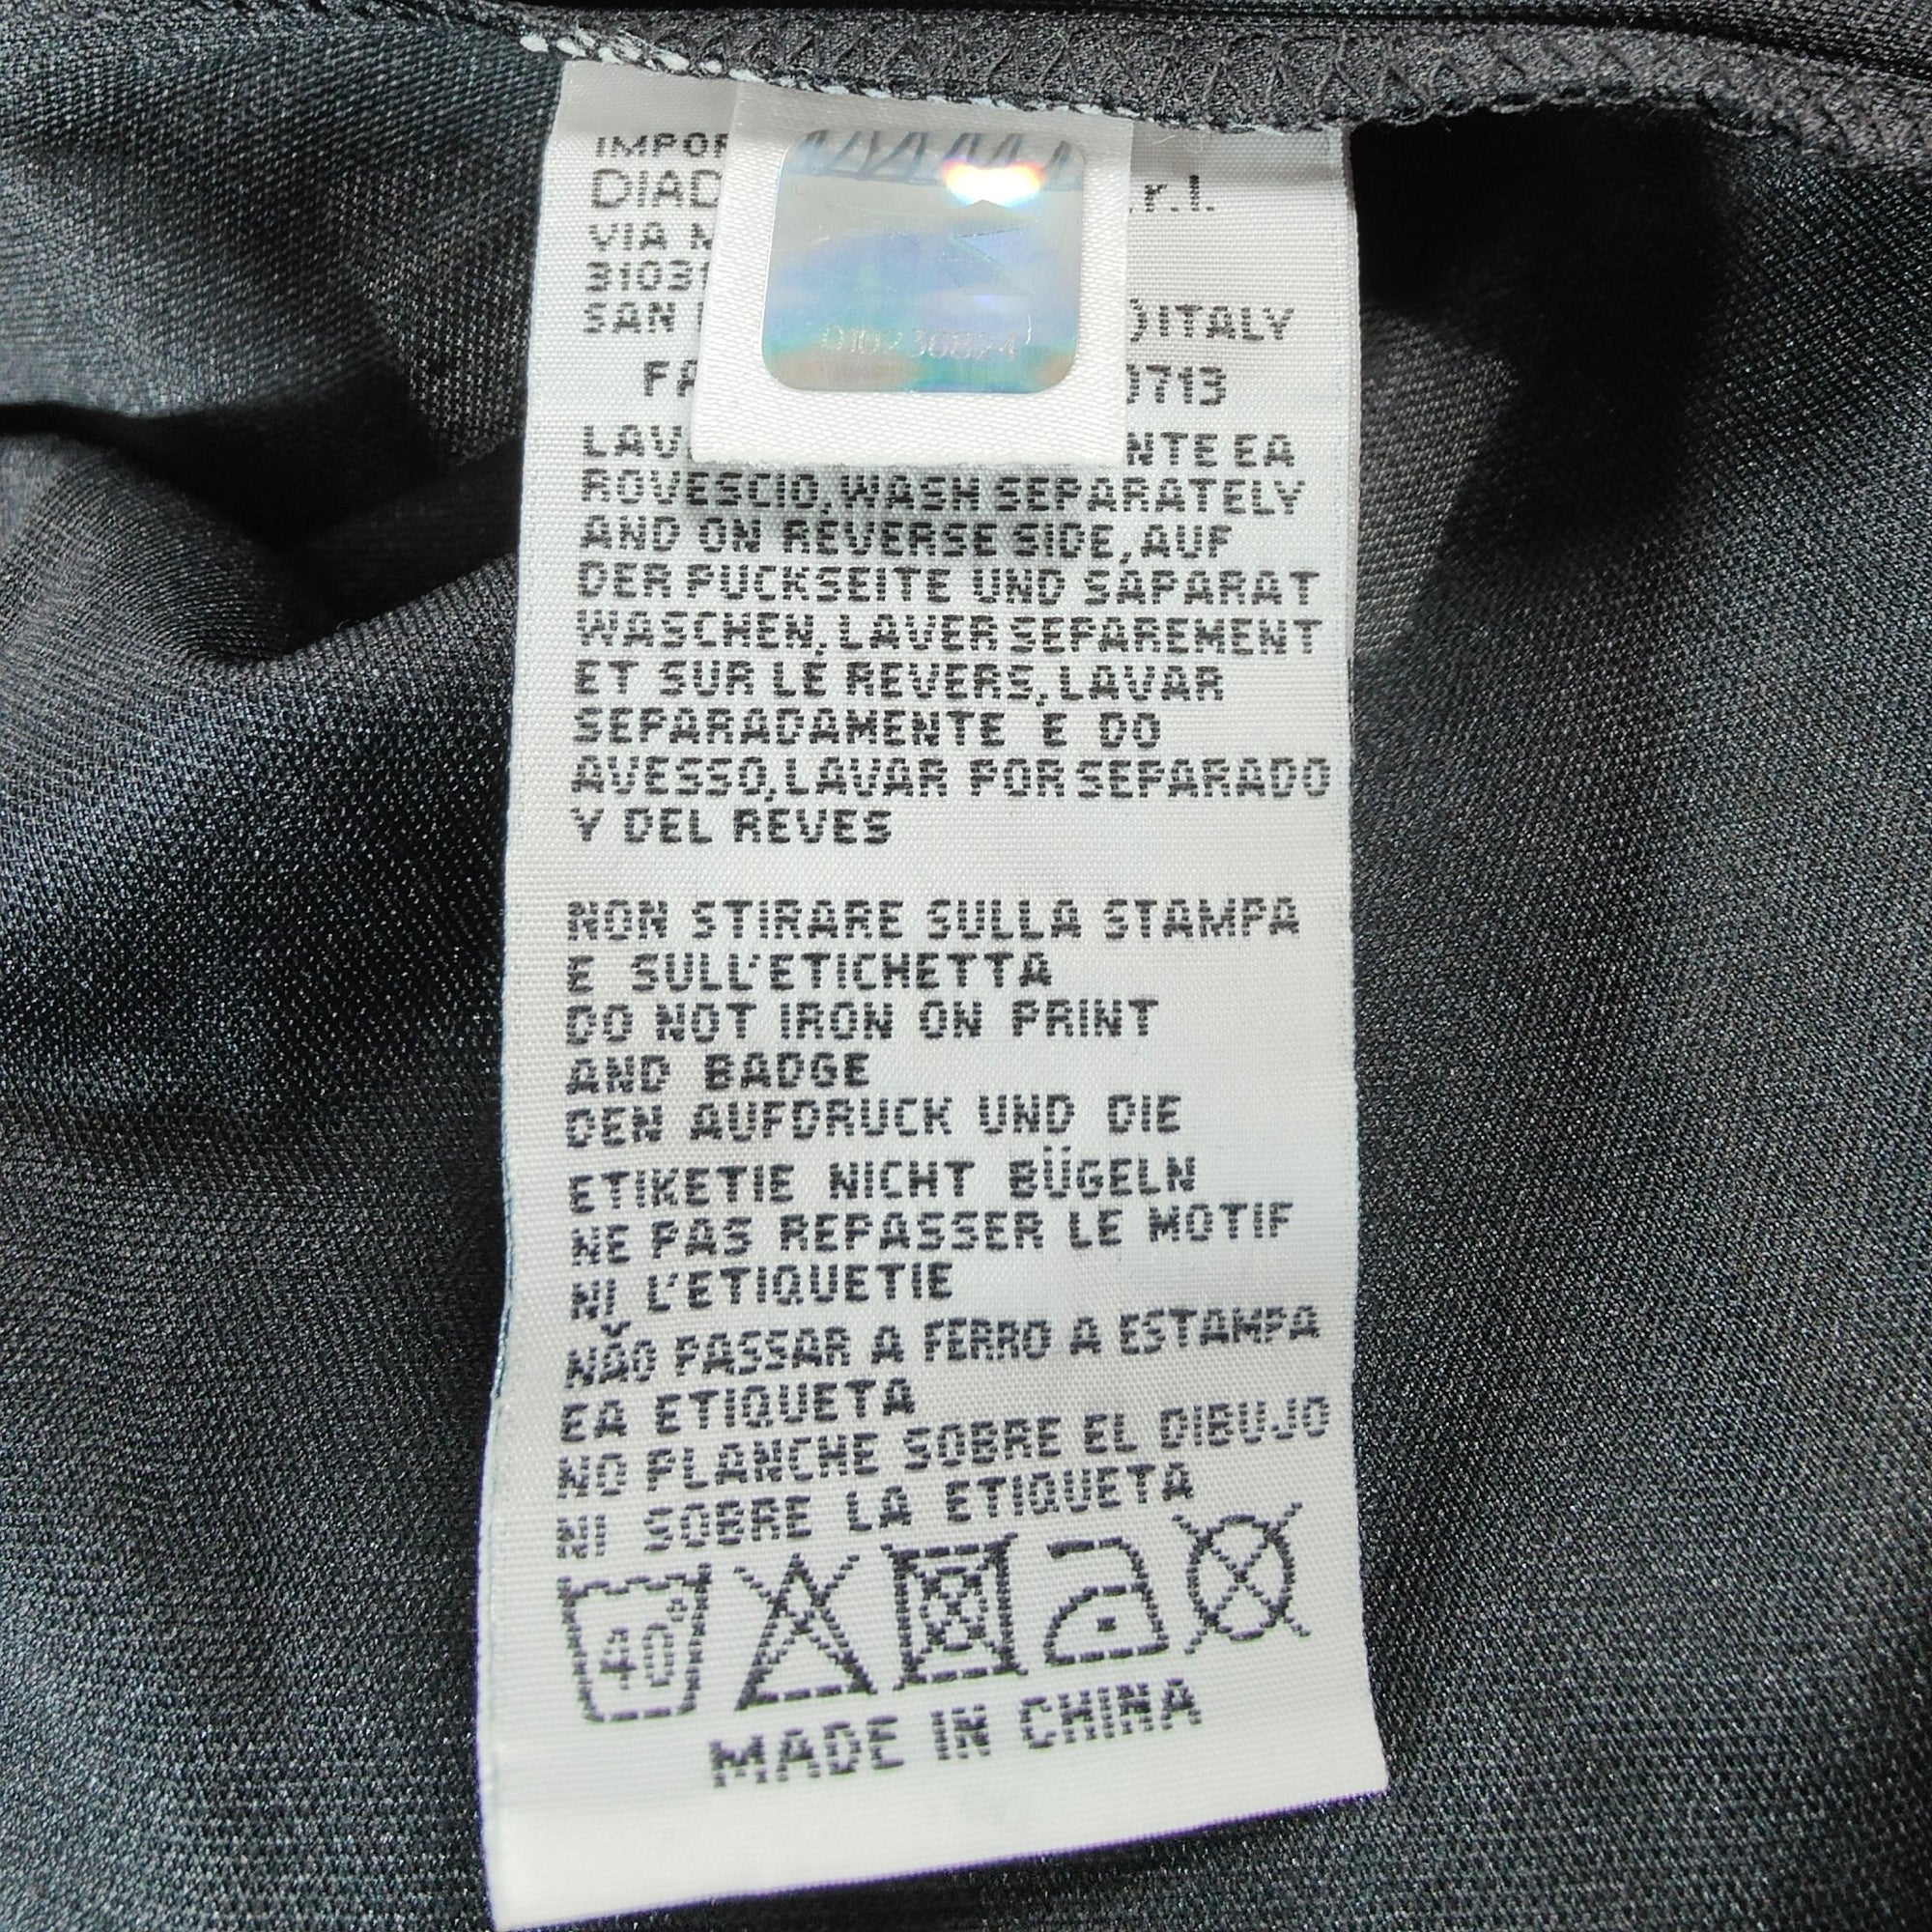 DIAD .r.l.
VIA
31031
SAN )ITALY
0713
NTE EA
ROVESCIO, WASH SEPARATELY
AND ON REVERSE SIDE, AUF
DER PUCKSEITE UND SAPARAT
WASCHEN, LAVER SEPAREMENT
ET SUR LE REVERS, LAVAR
SEPARADAMENTE E DO
AVESSO, LAVAR POR SEPARADO
Y DEL REVES
NON STIRARE SULLA STAMPA
E SULL'ETICHETTA
DO NOT IRON ON PRINT
AND BADGE
DEN AUFDRUCK UND DIE
ETIKETIE NICHT BÜGELN
NE PAS REPASSER LE MOTIF
NI L'ETIQUETIE
NÃO PASSAR A FERRO A ESTAMPA
EA ETIQUETA
NO PLANCHE SOBRE EL DIBUJO
NI SOBRE LA ETIQUETA
40°
MADE IN CHINA